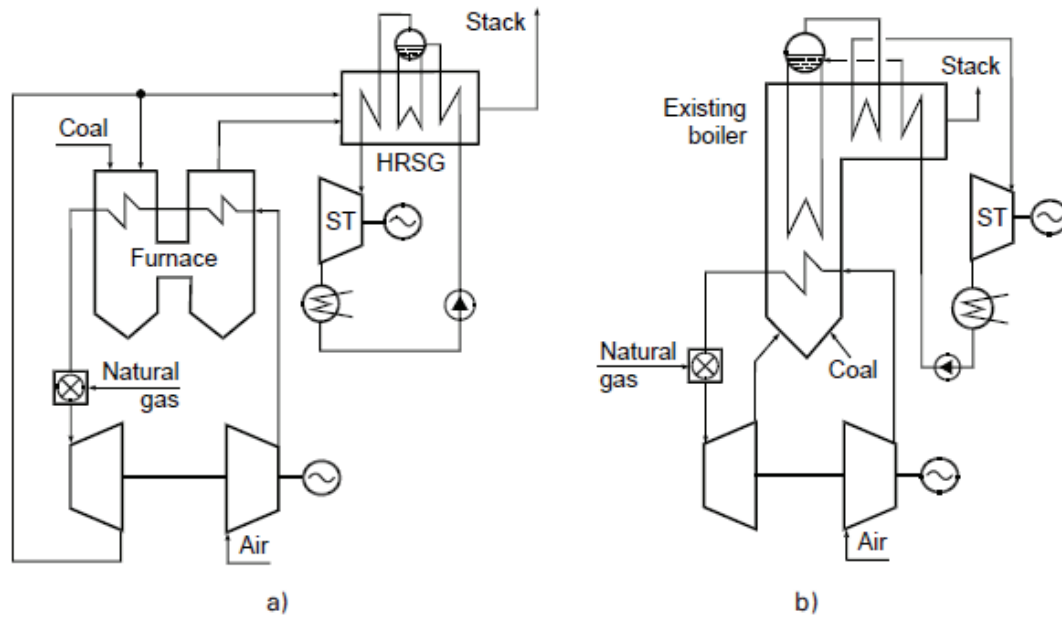 Stack
Coal
HRSG
ST
Furnace
Natural
gas
Air
a)
Stack
Existing
boiler
ST
Natural
gas
Coal
Air
b)